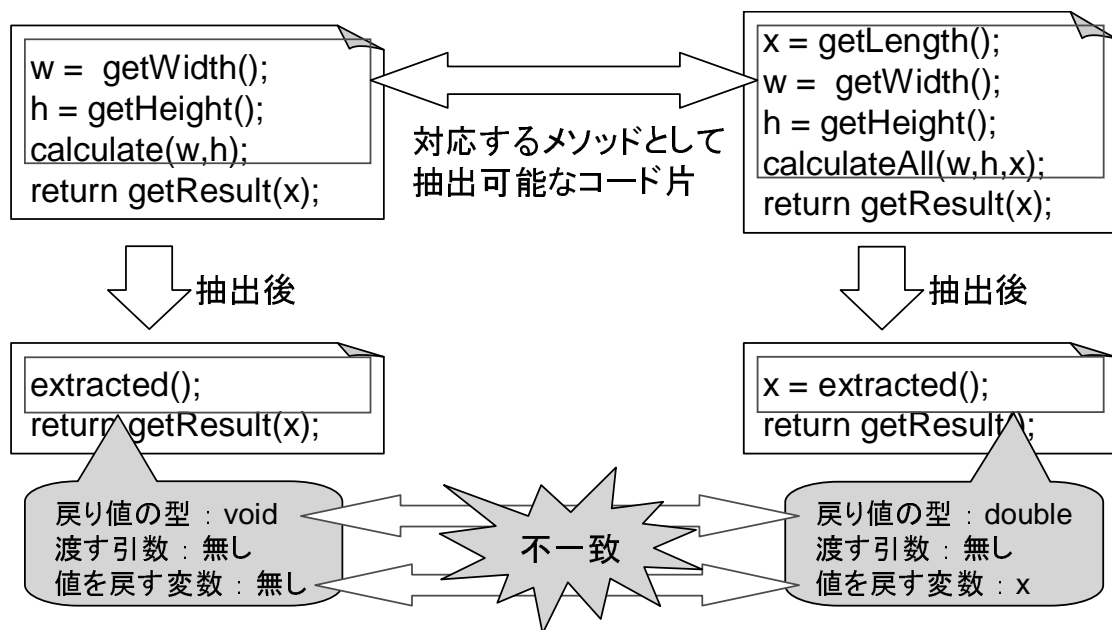 w = getWidth();
h = getHeight();
calculate(w,h);
return getResult(x);
対応するメソッドとして
抽出可能なコード片
x = getLength();
w = getWidth();
h = getHeight();
calculateAll(w,h,x);
return getResult(x);
抽出後
抽出後
extracted();
return getResult(x);
x = extracted();
return getResult();
戻り値の型 : void
渡す引数 : 無し
値を戻す変数 : 無し
不一致
戻り値の型 : double
渡す引数 : 無し
値を戻す変数 : x